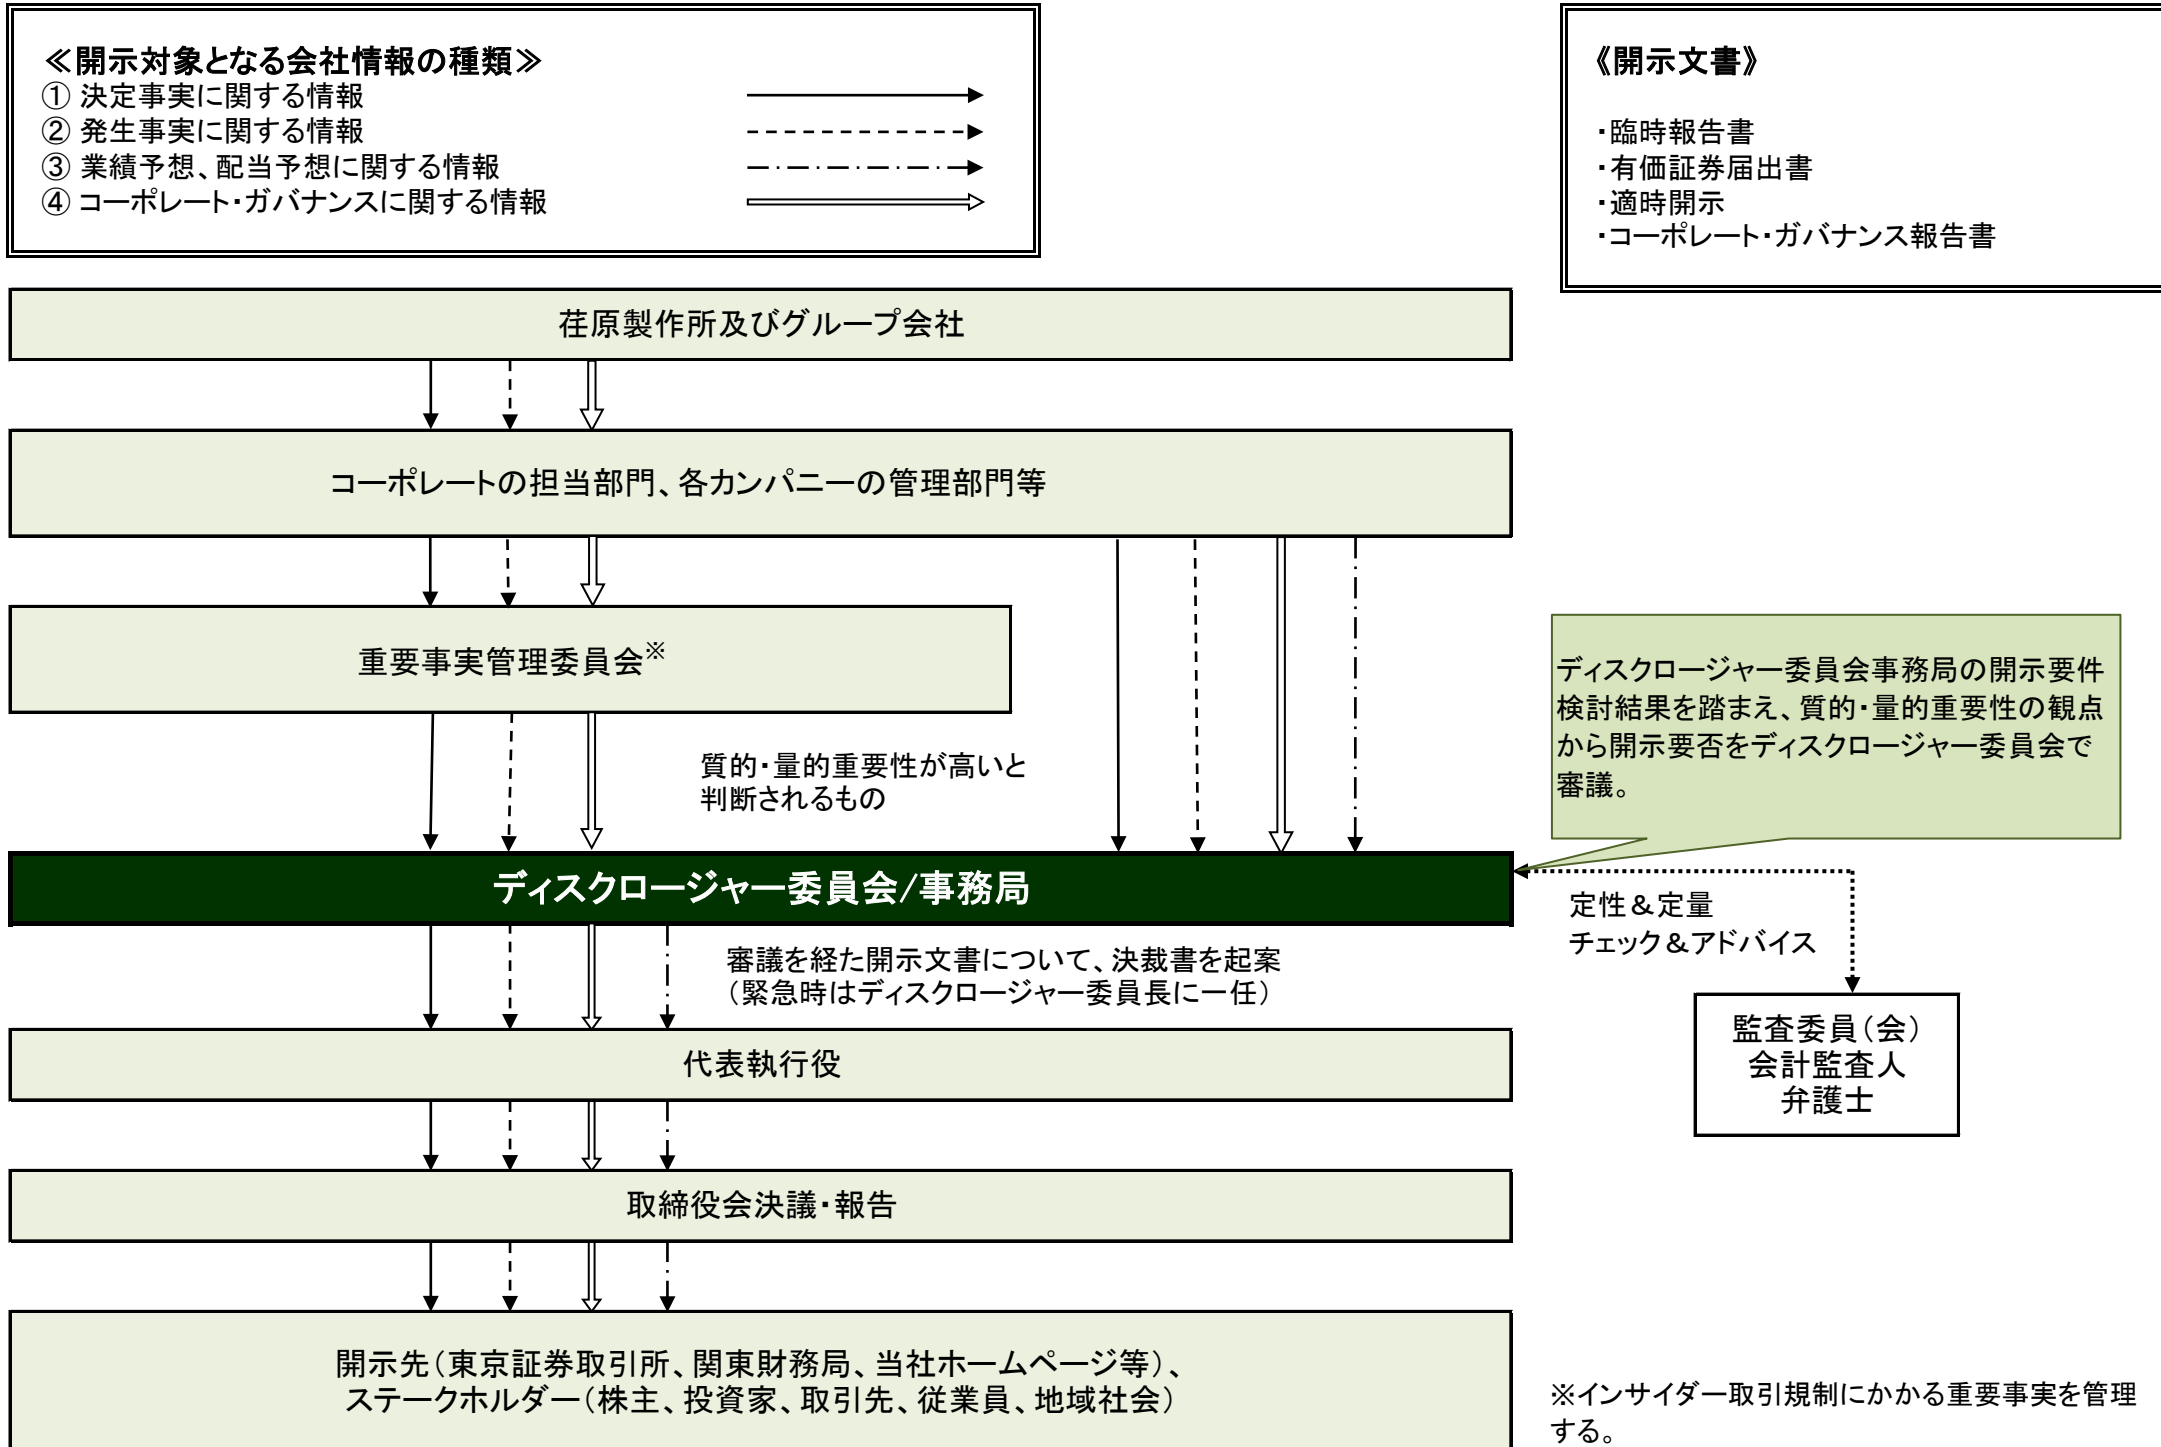 ≪開示対象となる会社情報の種類≫
① 決定事実に関する情報
② 発生事実に関する情報
③ 業績予想、配当予想に関する情報
④ コーポレート・ガバナンスに関する情報
《開示文書》
・臨時報告書
・有価証券届出書
・適時開示
・コーポレート・ガバナンス報告書
荏原製作所及びグループ会社
コーポレートの担当部門、各カンパニーの管理部門等
重要事実管理委員会※
質的・量的重要性が高いと
判断されるもの
ディスクロージャー委員会事務局の開示要件
検討結果を踏まえ、質的・量的重要性の観点
から開示要否をディスクロージャー委員会で
審議。
ディスクロージャー委員会/事務局
定性＆定量
チェック＆アドバイス
審議を経た開示文書について、決裁書を起案
（緊急時はディスクロージャー委員長に一任）
監査委員（会）
会計監査人
弁護士
代表執行役
取締役会決議・報告
開示先（東京証券取引所、関東財務局、当社ホームページ等）、
ステークホルダー（株主、投資家、取引先、従業員、地域社会）
※インサイダー取引規制にかかる重要事実を管理
する。